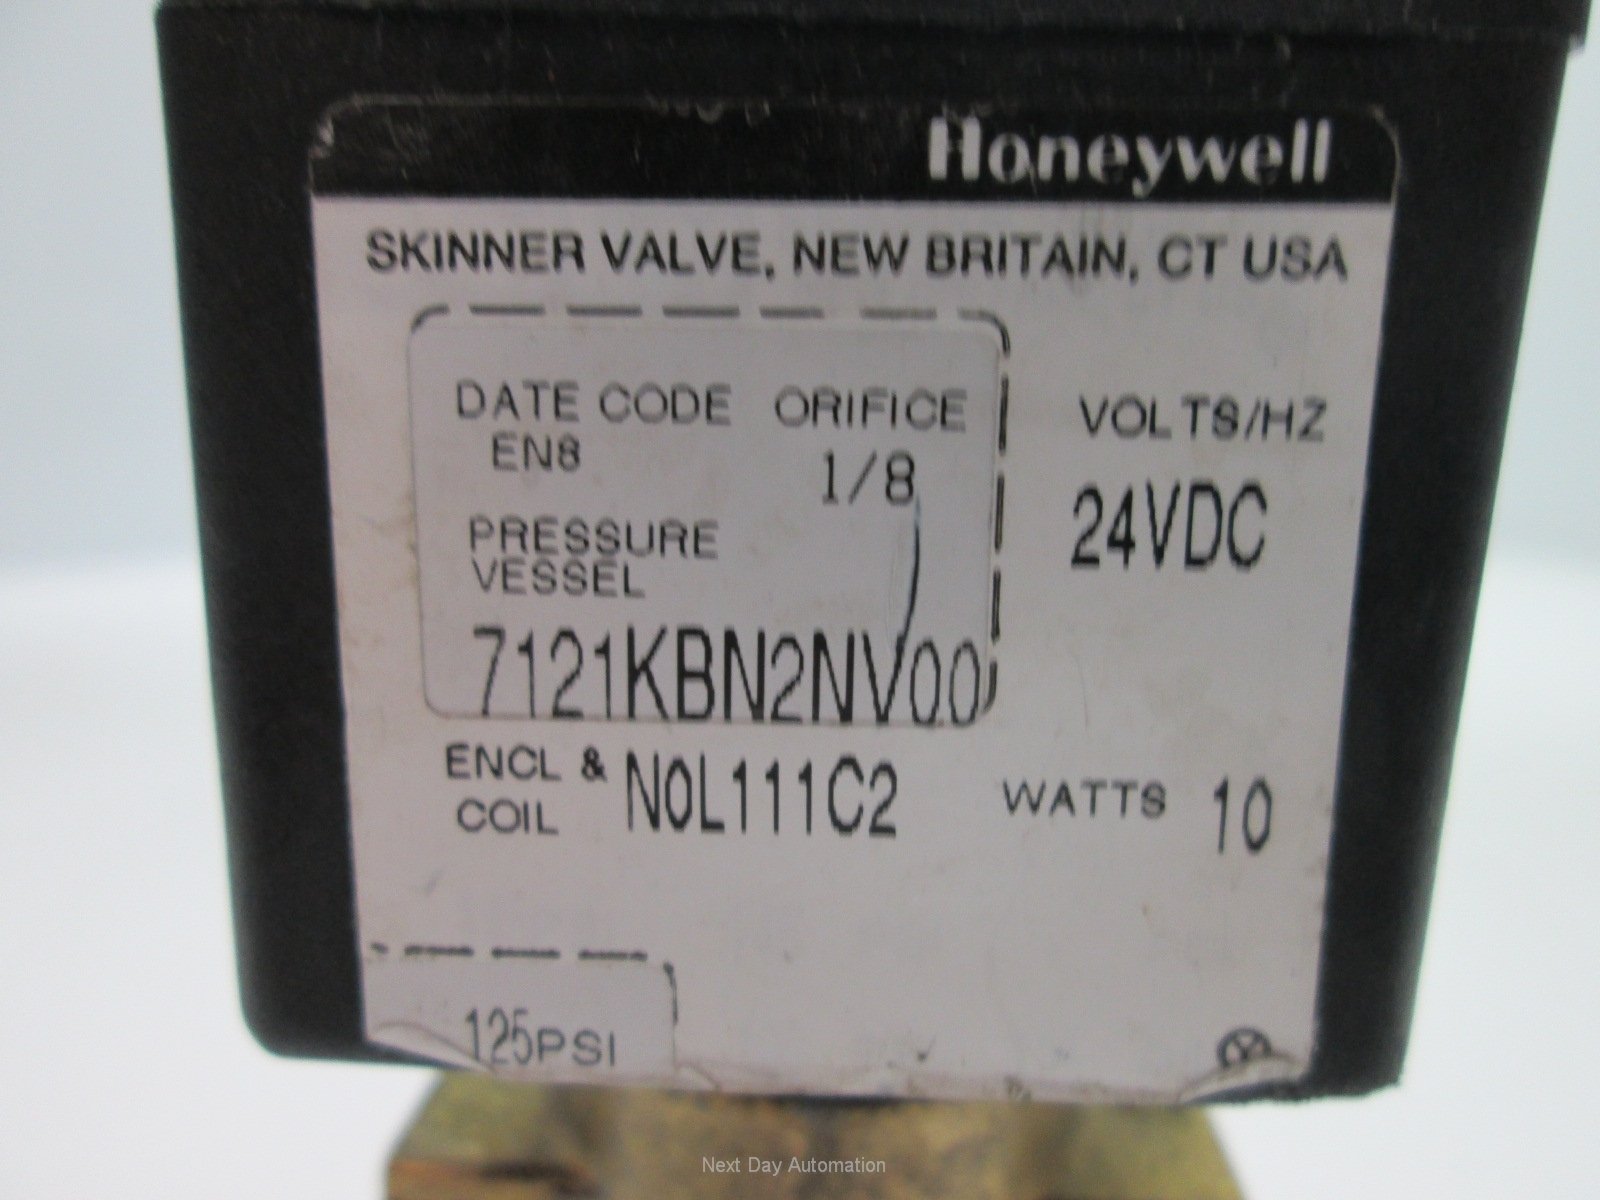 Honeywell
SKINNER VALVE, NEW BRITAIN, CT USA
DATE CODE ORIFICE VOLTS/HZ
EN8 1/8 24VDC
PRESSURE
VESSEL
7121KBN2NV00
ENCL & N0L111C2 WATTS 10
COIL
125PSI
Next Day Automation